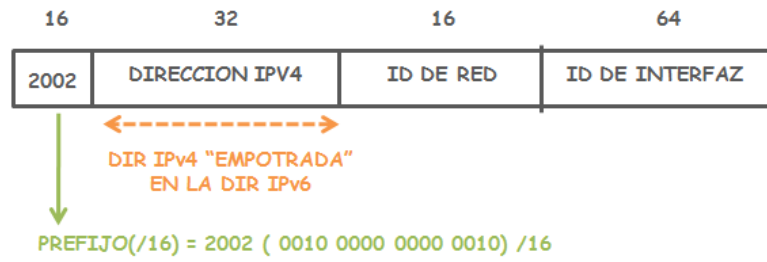 16 32 16 64
2002 DIRECCION IPV4 ID DE RED ID DE INTERFAZ
DIR IPv4 “EMPOTRADA”
EN LA DIR IPv6
PREFIJO(/16) = 2002 ( 0010 0000 0000 0010) /16